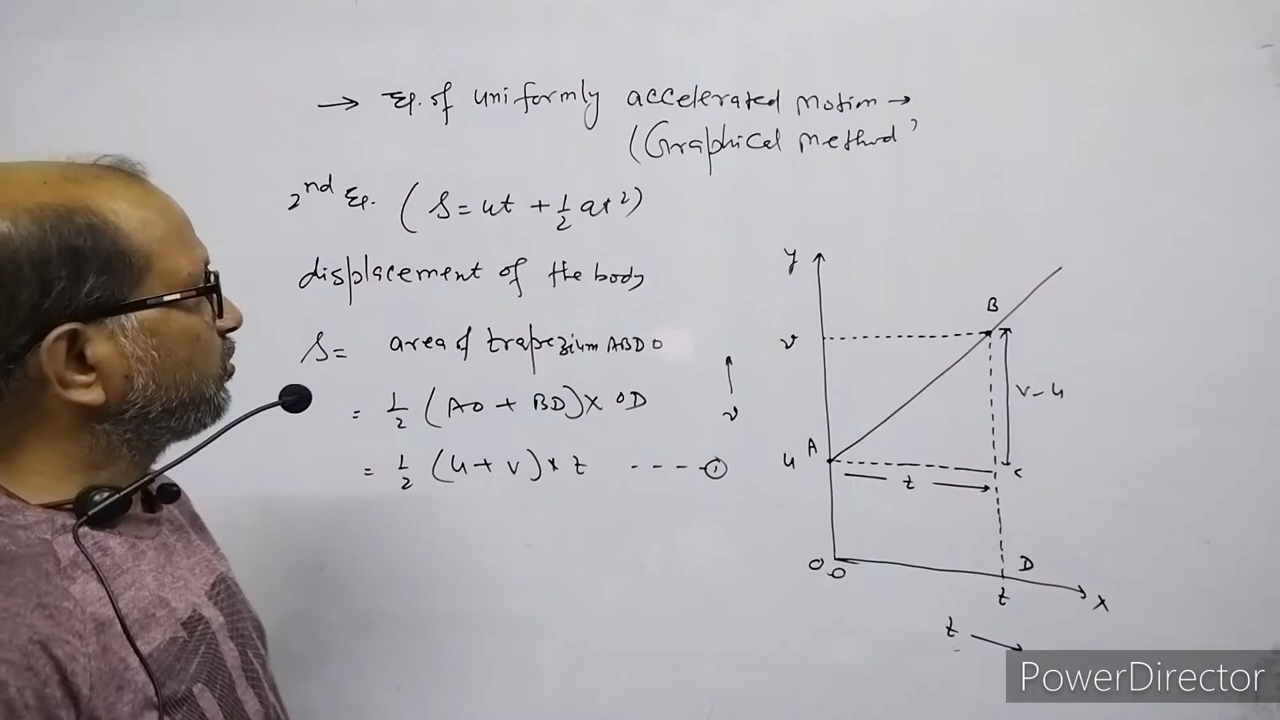 → Eq. of uniformly accelerated motion →
(Graphical method)
2nd Eq. (S = ut + 1/2 at²)
displacement of the body
S = area of trapezium ABDO
= 1/2 (AO + BD) × OD
= 1/2 (u + v) × t ----①
y
B
v
v - u
v
A
u
C
t
O
O
D
t
X
t
PowerDirector